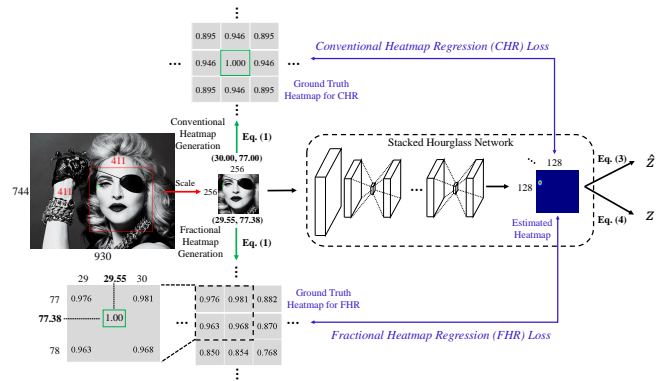 0.895 0.946 0.895
0.946 1.000 0.946
0.895 0.946 0.895
Conventional Heatmap Regression (CHR) Loss
Ground Truth
Heatmap for CHR
Conventional
Heatmap
Generation
Eq. (1)
(30.00, 77.00)
256
256
(29.55, 77.38)
Scale
411
411
744
930
Fractional
Heatmap
Generation
Eq. (1)
Stacked Hourglass Network
128
128
Estimated
Heatmap
Eq. (3)
Ẑ
Eq. (4)
Z
29 29.55 30
77 0.976 0.981
77.38 1.00
78 0.963 0.968
0.976 0.981 0.882
0.963 0.968 0.870
0.850 0.854 0.768
Ground Truth
Heatmap for FHR
Fractional Heatmap Regression (FHR) Loss